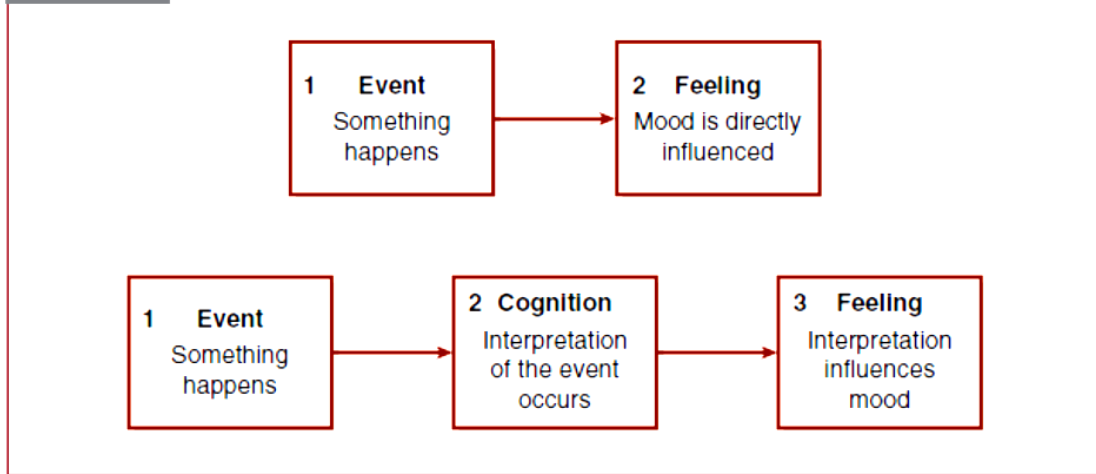 1 Event
Something
happens
2 Feeling
Mood is directly
influenced
1 Event
Something
happens
2 Cognition
Interpretation
of the event
occurs
3 Feeling
Interpretation
influences
mood